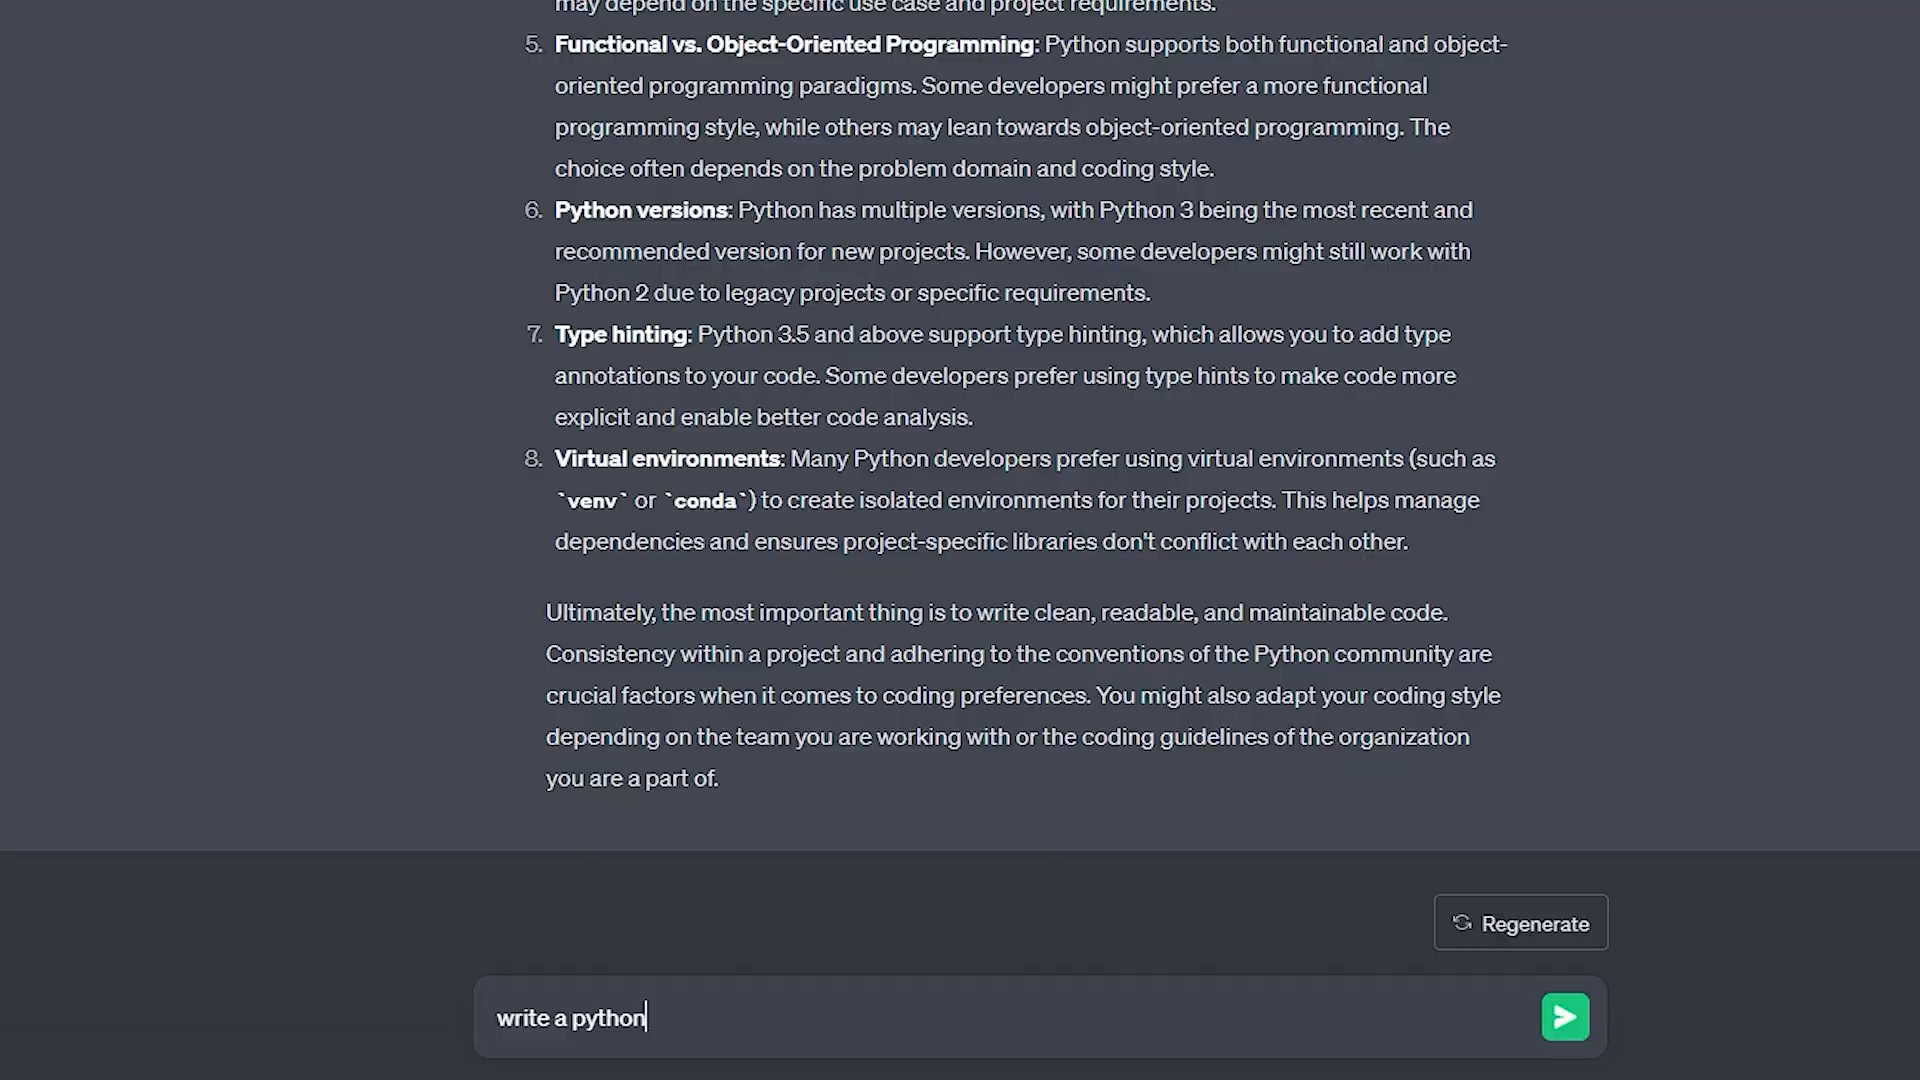 may depend on the specific use case and project requirements.
5. Functional vs. Object-Oriented Programming: Python supports both functional and object-
oriented programming paradigms. Some developers might prefer a more functional
programming style, while others may lean towards object-oriented programming. The
choice often depends on the problem domain and coding style.
6. Python versions: Python has multiple versions, with Python 3 being the most recent and
recommended version for new projects. However, some developers might still work with
Python 2 due to legacy projects or specific requirements.
7. Type hinting: Python 3.5 and above support type hinting, which allows you to add type
annotations to your code. Some developers prefer using type hints to make code more
explicit and enable better code analysis.
8. Virtual environments: Many Python developers prefer using virtual environments (such as
`venv` or `conda`) to create isolated environments for their projects. This helps manage
dependencies and ensures project-specific libraries don't conflict with each other.
Ultimately, the most important thing is to write clean, readable, and maintainable code.
Consistency within a project and adhering to the conventions of the Python community are
crucial factors when it comes to coding preferences. You might also adapt your coding style
depending on the team you are working with or the coding guidelines of the organization
you are a part of.
Regenerate
write a python